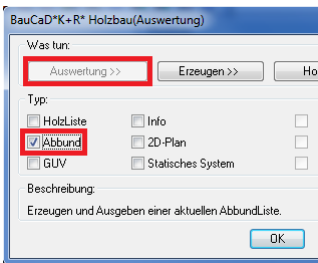 BauCaD*K+R* Holzbau(Auswertung)
Was tun:
Auswertung >> Erzeugen >> Ho
Typ:
HolzListe Info
Abbund 2D-Plan
GUV Statisches System
Beschreibung:
Erzeugen und Ausgeben einer aktuellen AbbundListe.
OK